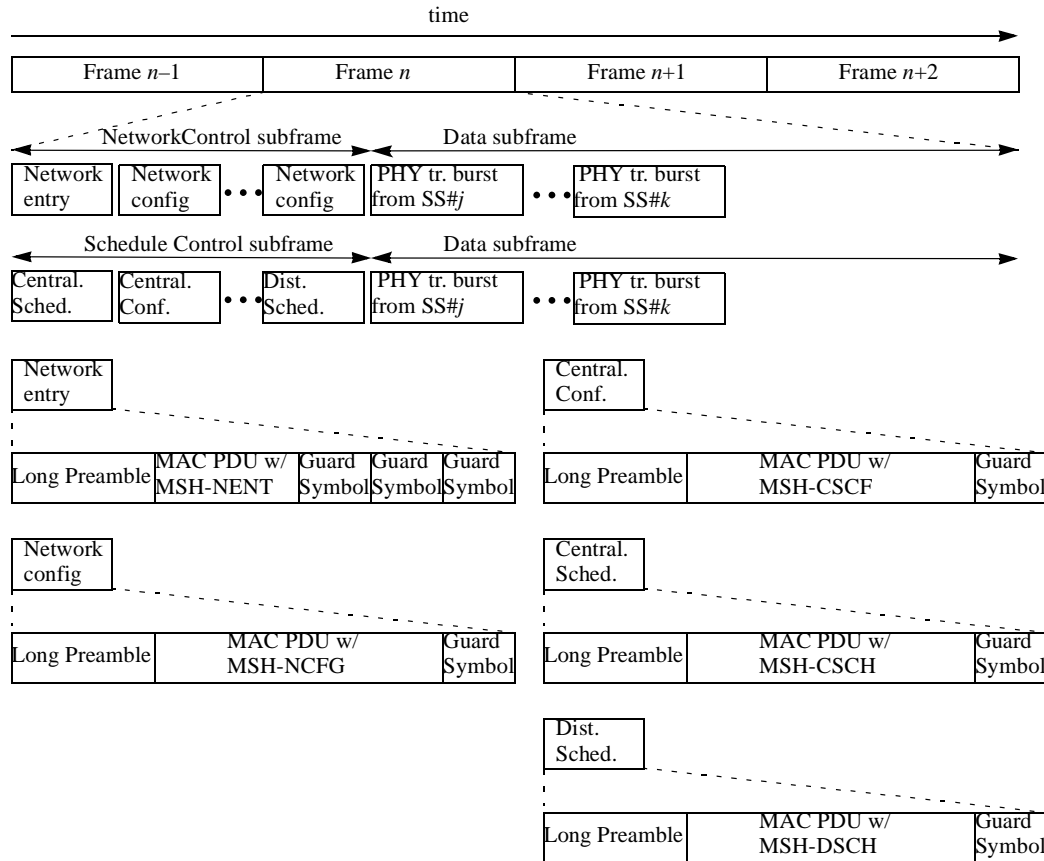 time
Frame n–1 Frame n Frame n+1 Frame n+2
NetworkControl subframe Data subframe
Network entry
Network config
•••
Network config
PHY tr. burst from SS#j
•••
PHY tr. burst from SS#k
Schedule Control subframe Data subframe
Central. Sched.
Central. Conf.
•••
Dist. Sched.
PHY tr. burst from SS#j
•••
PHY tr. burst from SS#k
Network entry
Long Preamble
MAC PDU w/ MSH-NENT
Guard Symbol
Guard Symbol
Guard Symbol
Central. Conf.
Long Preamble
MAC PDU w/ MSH-CSCF
Guard Symbol
Network config
Long Preamble
MAC PDU w/ MSH-NCFG
Guard Symbol
Central. Sched.
Long Preamble
MAC PDU w/ MSH-CSCH
Guard Symbol
Dist. Sched.
Long Preamble
MAC PDU w/ MSH-DSCH
Guard Symbol